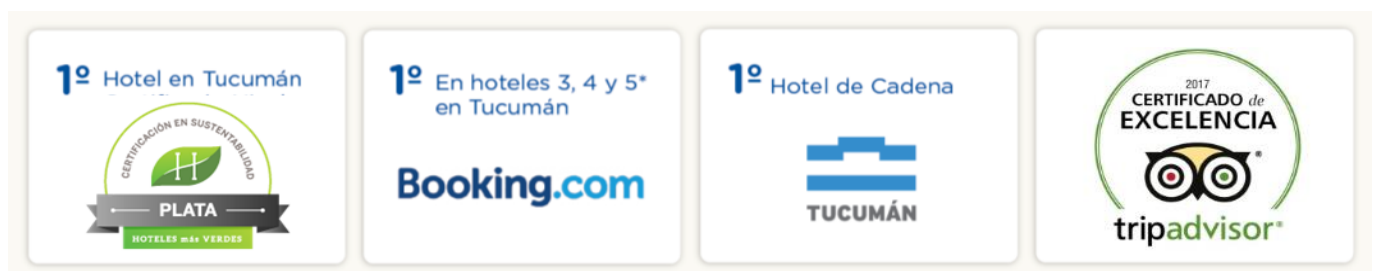 1º Hotel en Tucumán
CERTIFICACIÓN EN SUSTENTABILIDAD
H
PLATA
HOTELES más VERDES
1º En hoteles 3, 4 y 5*
en Tucumán
Booking.com
1º Hotel de Cadena
TUCUMÁN
2017
CERTIFICADO de
EXCELENCIA
tripadvisor®